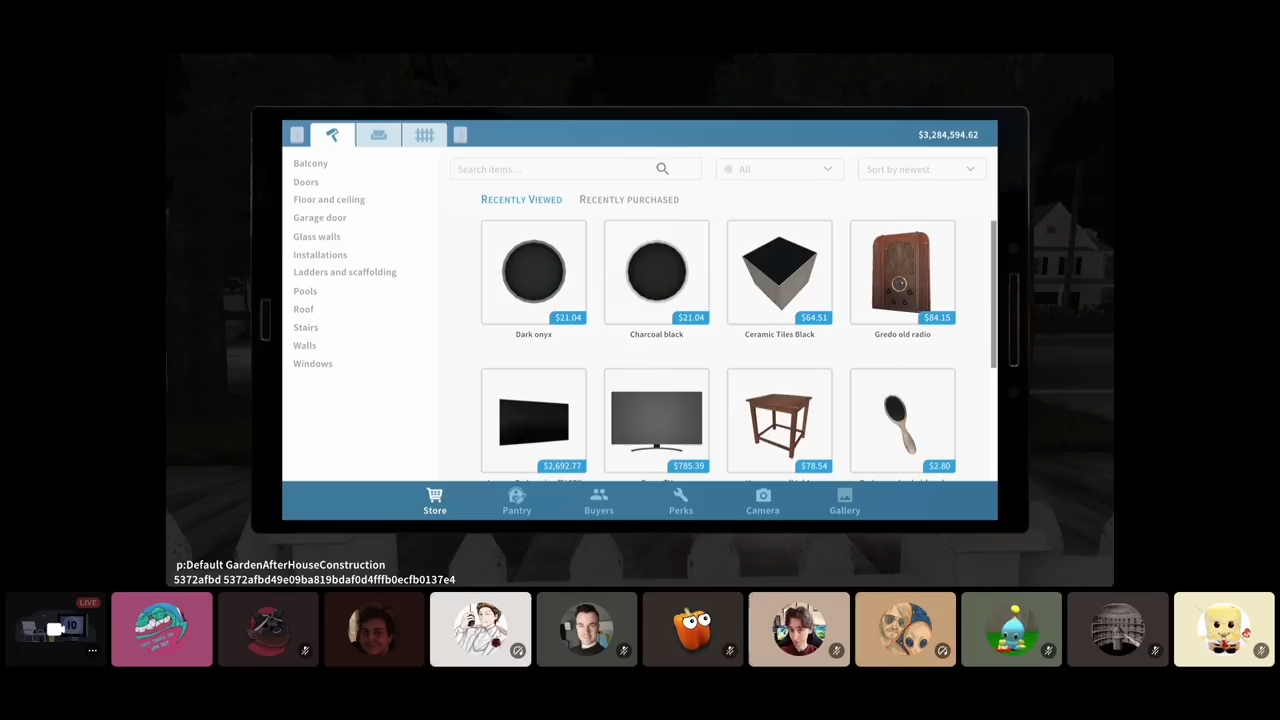 $3,284,594.62
Balcony
Doors
Floor and ceiling
Garage door
Glass walls
Installations
Ladders and scaffolding
Pools
Roof
Stairs
Walls
Windows
Search items...
All
Sort by newest
RECENTLY VIEWED
RECENTLY PURCHASED
$21.04
$21.04
$64.51
$84.15
Dark onyx
Charcoal black
Ceramic Tiles Black
Gredo old radio
$2,692.77
$785.39
$78.54
$2.80
Store
Pantry
Buyers
Perks
Camera
Gallery
p:Default GardenAfterHouseConstruction
5372afbd 5372afbd49e09ba819bdaf0d4fffb0ecfb0137e4
LIVE